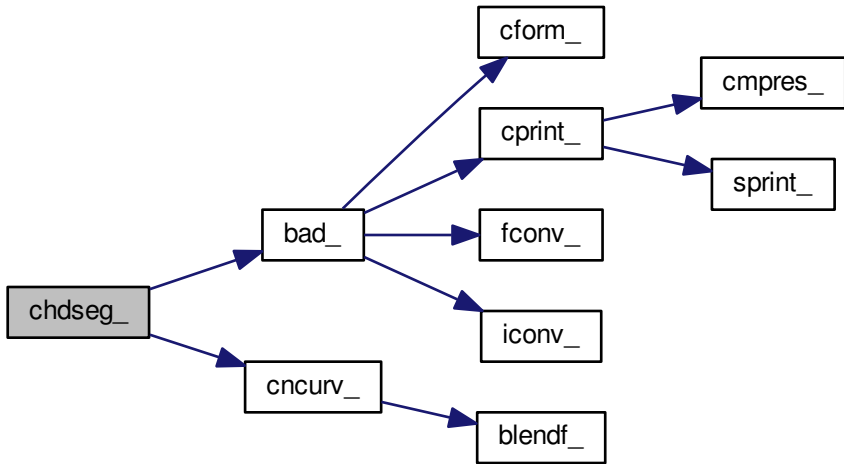 cform_
cmpres_
cprint_
sprint_
bad_
fconv_
chdseg_
iconv_
cncurv_
blendf_